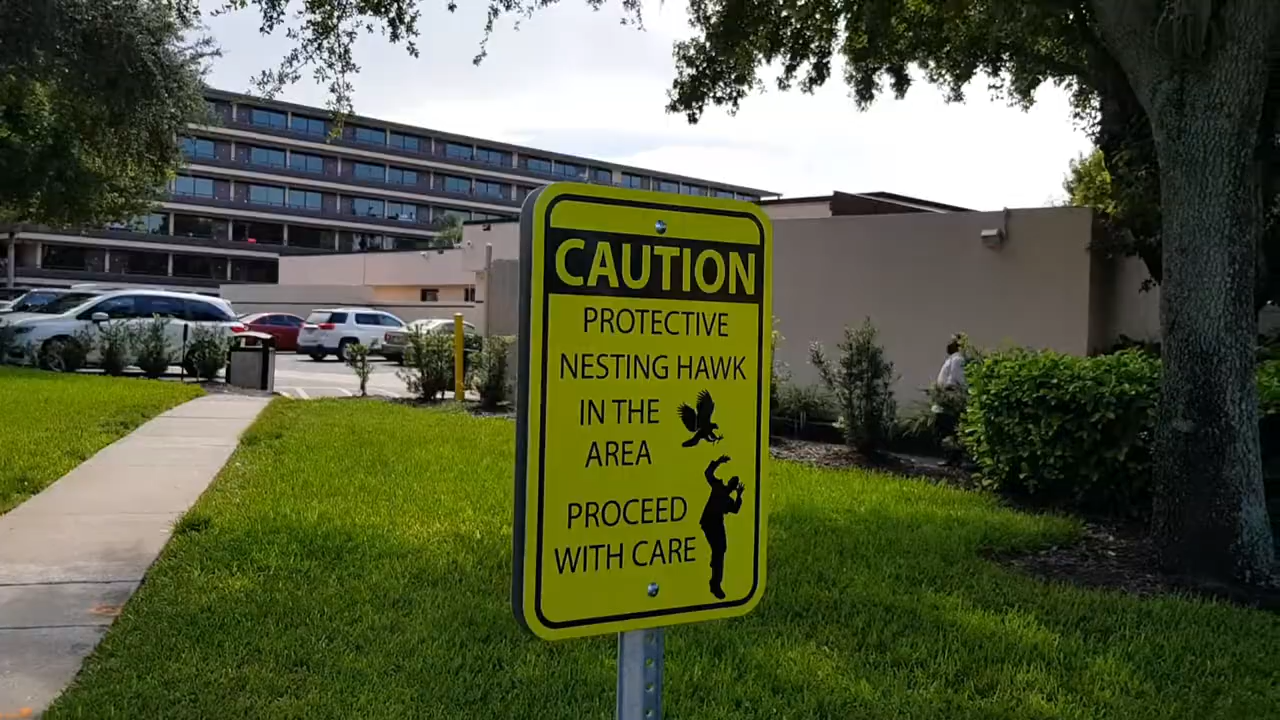 CAUTION
PROTECTIVE
NESTING HAWK
IN THE
AREA
PROCEED
WITH CARE